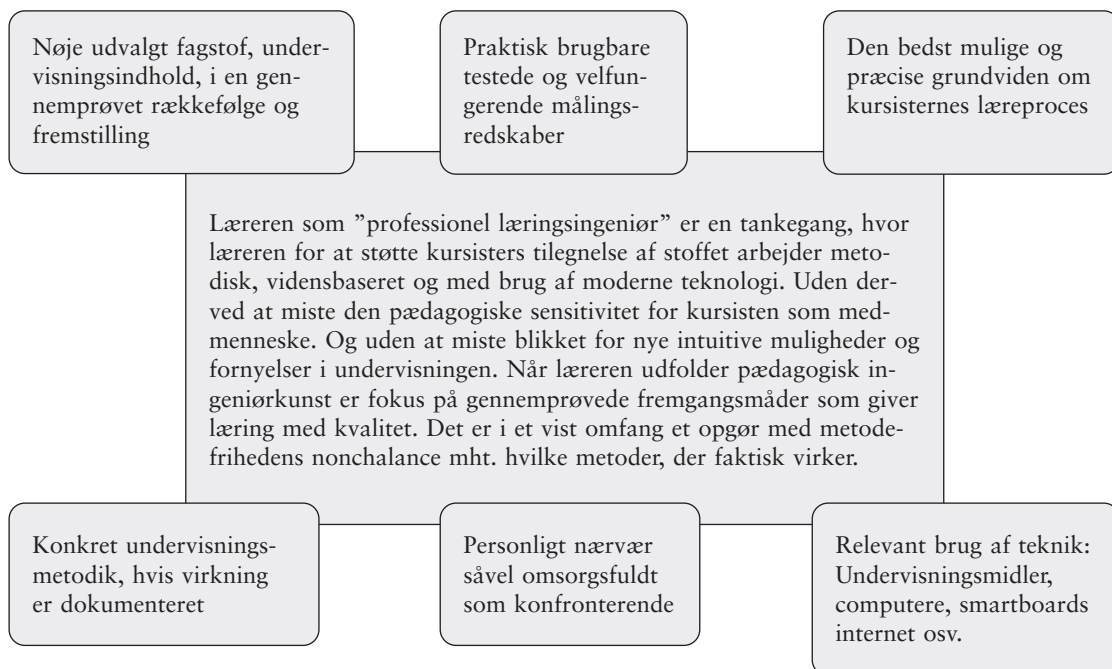 Nøje udvalgt fagstof, under-
visningsindhold, i en gen-
nemprøvet rækkefølge og
fremstilling
Praktisk brugbare
testede og velfun-
gerende målings-
redskaber
Den bedst mulige og
præcise grundviden om
kursisternes læreproces
Læreren som ”professionel læringsingeniør” er en tankegang, hvor
læreren for at støtte kursisters tilegnelse af stoffet arbejder meto-
disk, vidensbaseret og med brug af moderne teknologi. Uden der-
ved at miste den pædagogiske sensitivitet for kursisten som med-
menneske. Og uden at miste blikket for nye intuitive muligheder og
fornyelser i undervisningen. Når læreren udfolder pædagogisk in-
geniørkunst er fokus på gennemprøvede fremgangsmåder som giver
læring med kvalitet. Det er i et vist omfang et opgør med metode-
frihedens nonchalance mht. hvilke metoder, der faktisk virker.
Konkret undervisnings-
metodik, hvis virkning
er dokumenteret
Personligt nærvær
såvel omsorgsfuldt
som konfronterende
Relevant brug af teknik:
Undervisningsmidler,
computere, smartboards
internet osv.